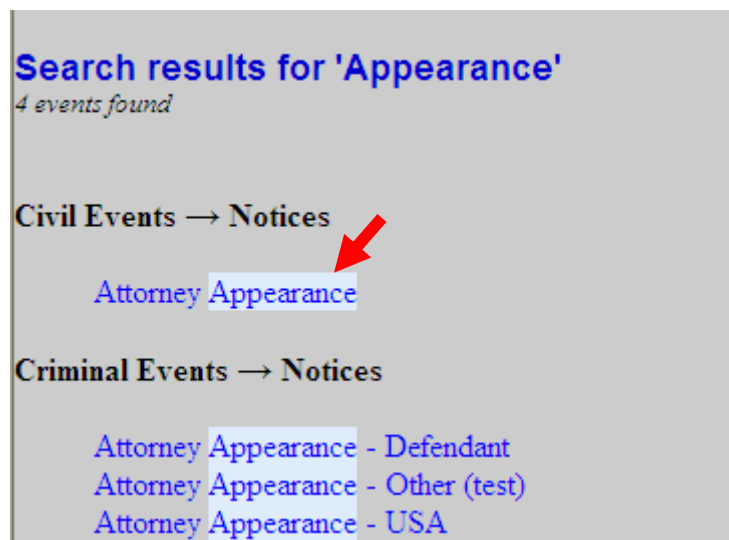 Search results for 'Appearance'
4 events found
Civil Events → Notices
Attorney Appearance
Criminal Events → Notices
Attorney Appearance - Defendant
Attorney Appearance - Other (test)
Attorney Appearance - USA